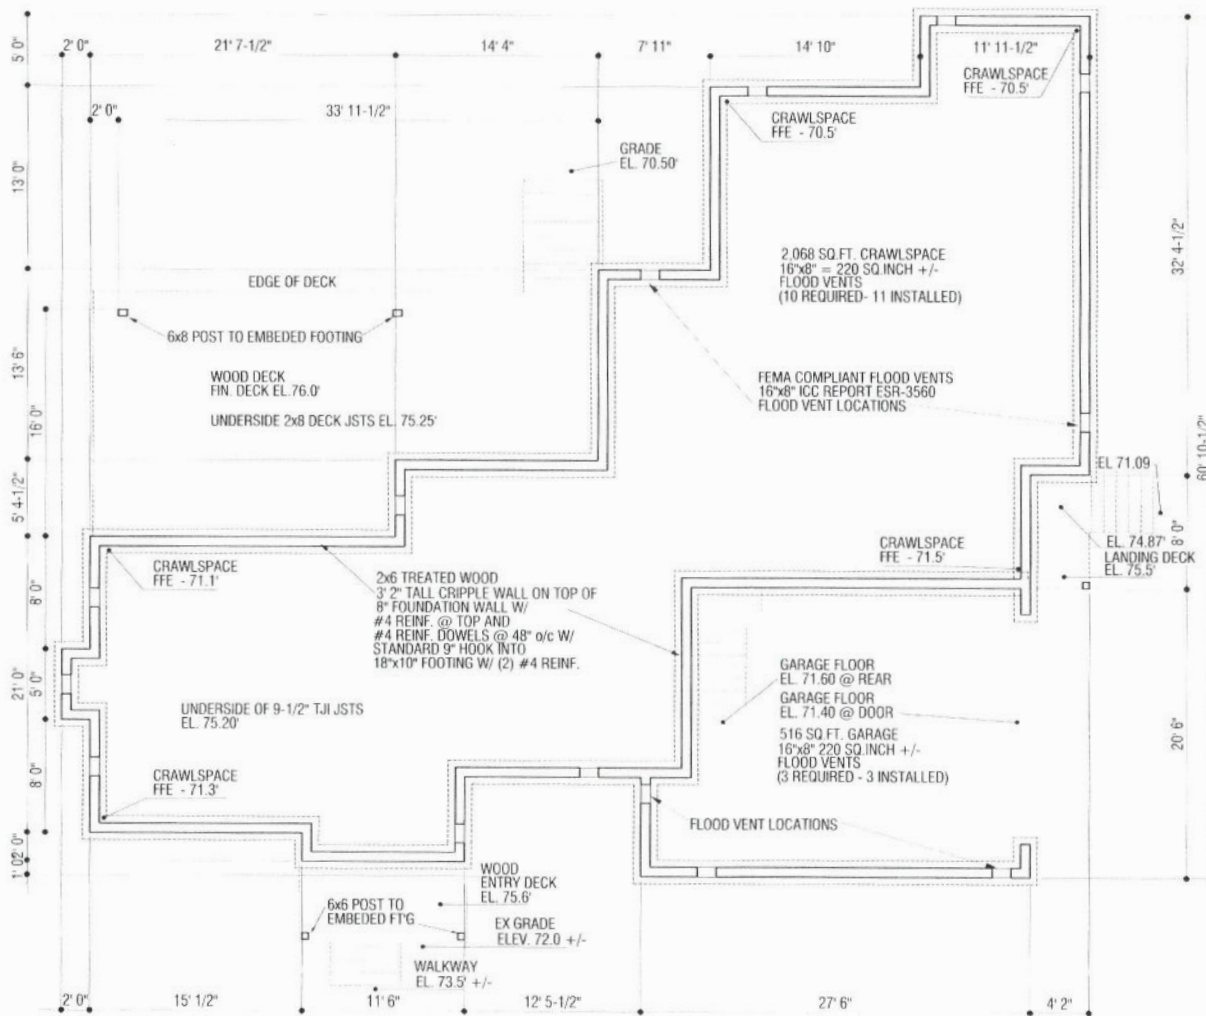 2' 0"
21' 7-1/2"
14' 4"
7' 11"
14' 10"
11' 11-1/2"
5' 0"
2' 0"
33' 11-1/2"
13' 0"
13' 6"
16' 0"
5' 4-1/2"
8' 0"
21' 0"
5' 0"
8' 0"
1' 02' 0"
CRAWLSPACE
FFE - 70.5'
CRAWLSPACE
FFE - 70.5'
GRADE
EL. 70.50'
32' 4-1/2"
60' 10-1/2"
8' 0"
20' 6"
2,068 SQ.FT. CRAWLSPACE
16"x8" = 220 SQ.INCH +/-
FLOOD VENTS
(10 REQUIRED- 11 INSTALLED)
EDGE OF DECK
6x8 POST TO EMBEDED FOOTING
WOOD DECK
FIN. DECK EL.76.0'
UNDERSIDE 2x8 DECK JSTS EL. 75.25'
FEMA COMPLIANT FLOOD VENTS
16"x8" ICC REPORT ESR-3560
FLOOD VENT LOCATIONS
EL 71.09
EL. 74.87'
LANDING DECK
EL. 75.5'
CRAWLSPACE
FFE - 71.5'
CRAWLSPACE
FFE - 71.1'
2x6 TREATED WOOD
3' 2" TALL CRIPPLE WALL ON TOP OF
8" FOUNDATION WALL W/
#4 REINF. @ TOP AND
#4 REINF. DOWELS @ 48" o/c W/
STANDARD 9" HOOK INTO
18"x10" FOOTING W/ (2) #4 REINF.
GARAGE FLOOR
EL. 71.60 @ REAR
GARAGE FLOOR
EL. 71.40 @ DOOR
516 SQ.FT. GARAGE
16"x8" 220 SQ.INCH +/-
FLOOD VENTS
(3 REQUIRED - 3 INSTALLED)
UNDERSIDE OF 9-1/2" TJI JSTS
EL. 75.20'
CRAWLSPACE
FFE - 71.3'
FLOOD VENT LOCATIONS
WOOD
ENTRY DECK
EL. 75.6'
6x6 POST TO
EMBEDED FT'G
EX GRADE
ELEV. 72.0 +/-
WALKWAY
EL. 73.5' +/-
2' 0"
15' 1/2"
11' 6"
12' 5-1/2"
27' 6"
4' 2"